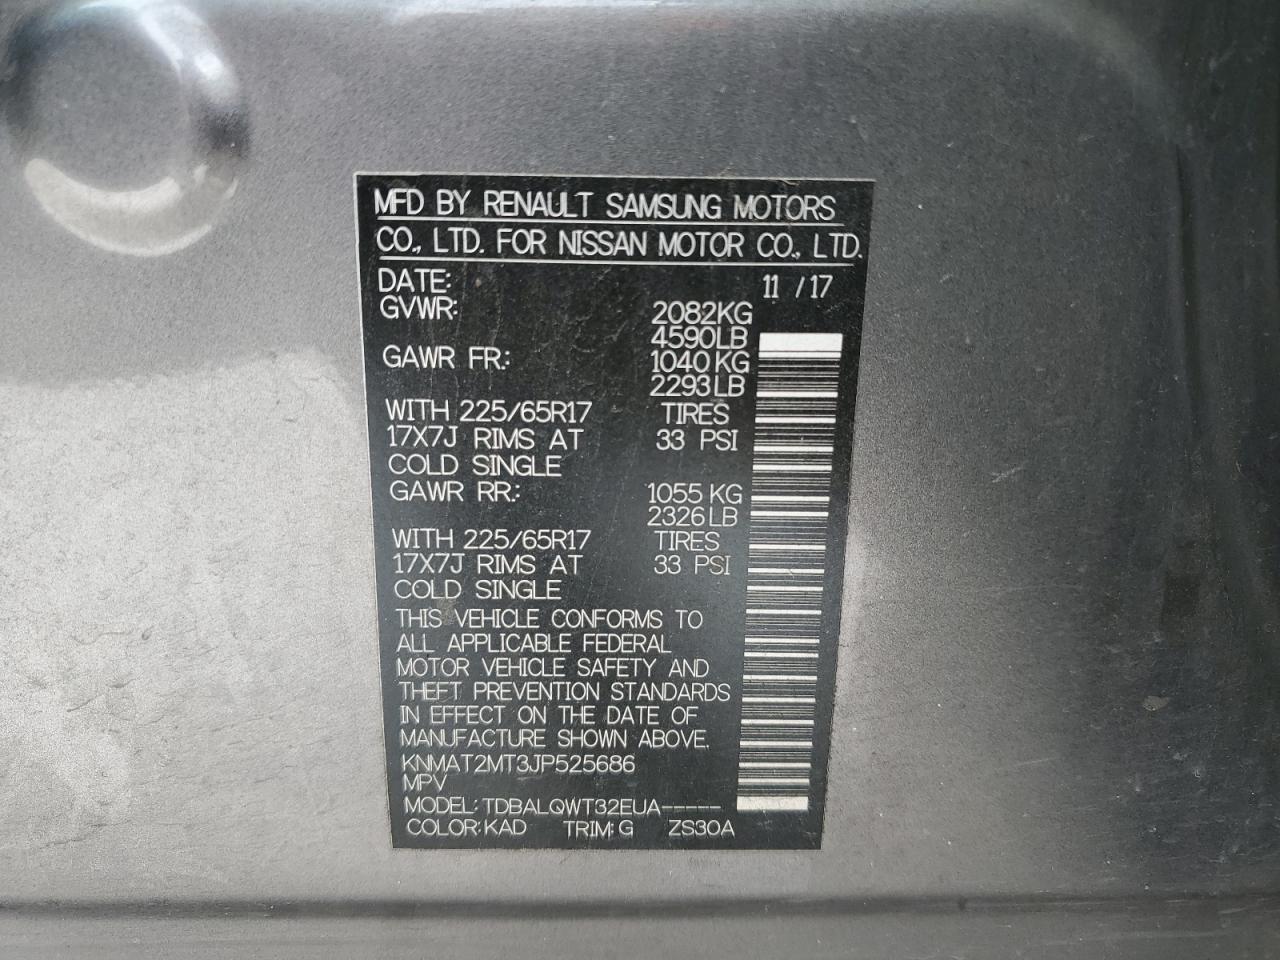 MFD BY RENAULT SAMSUNG MOTORS
CO., LTD. FOR NISSAN MOTOR CO., LTD.
DATE: 11 / 17
GVWR: 2082KG
4590LB
GAWR FR: 1040KG
2293LB
WITH 225/65R17 TIRES
17X7J RIMS AT 33 PSI
COLD SINGLE
GAWR RR: 1055KG
2326LB
WITH 225/65R17 TIRES
17X7J RIMS AT 33 PSI
COLD SINGLE
THIS VEHICLE CONFORMS TO
ALL APPLICABLE FEDERAL
MOTOR VEHICLE SAFETY AND
THEFT PREVENTION STANDARDS
IN EFFECT ON THE DATE OF
MANUFACTURE SHOWN ABOVE.
KNMAT2MT3JP525686
MPV
MODEL: TDBALQWT32EUA-----
COLOR: KAD TRIM: G ZS30A